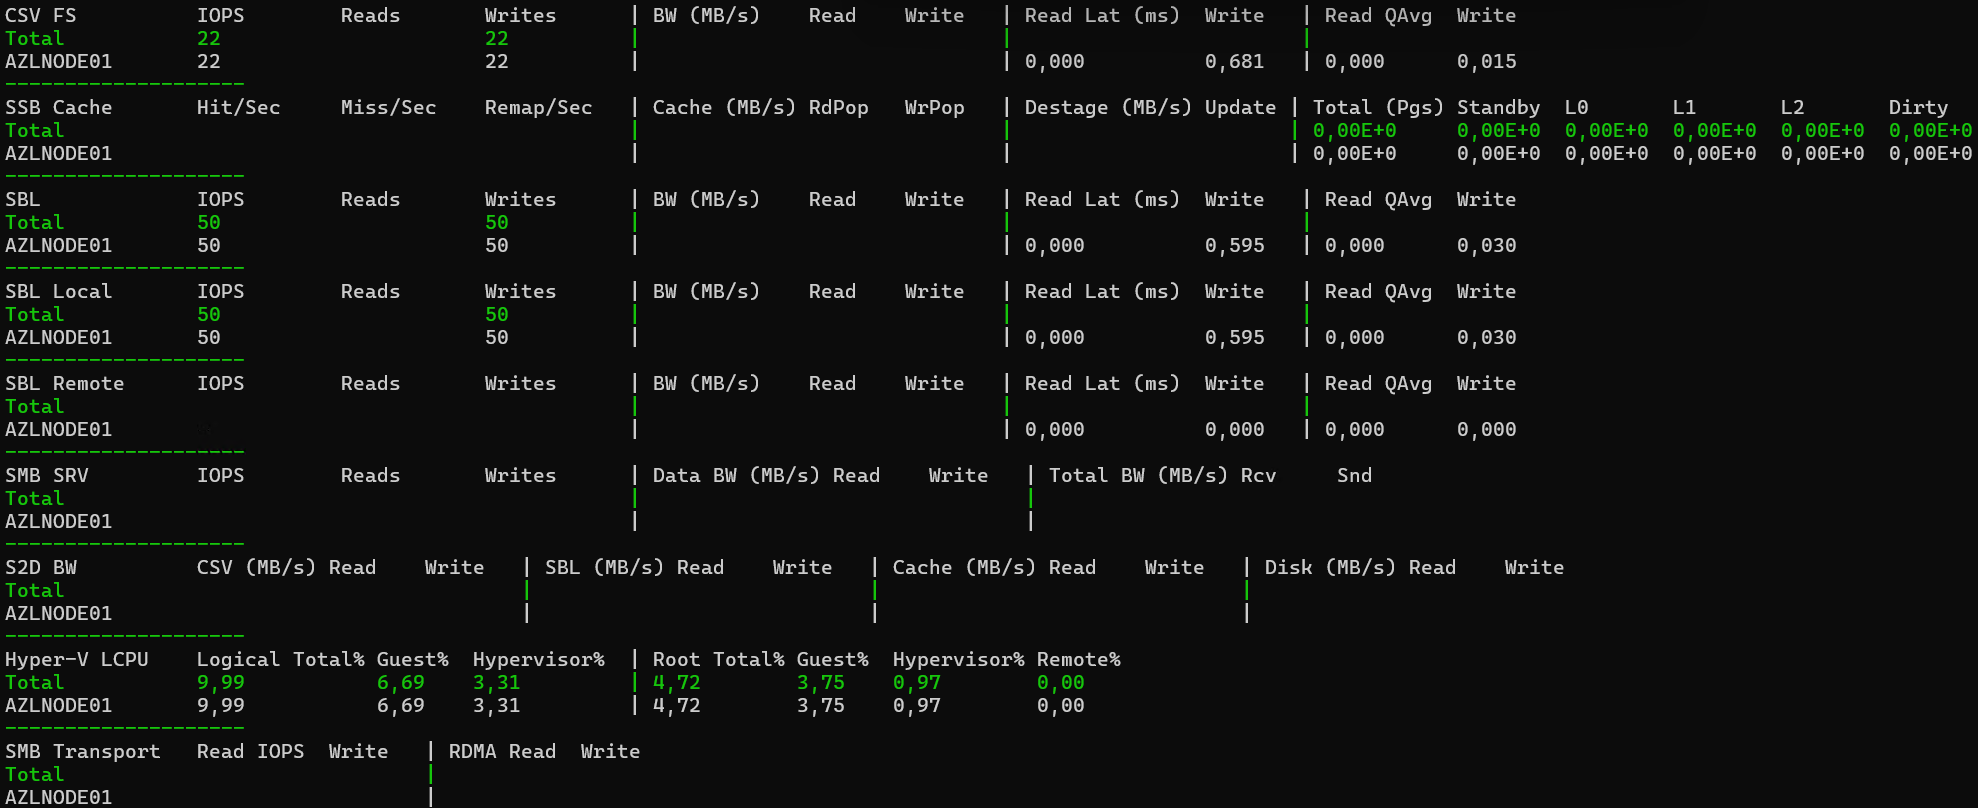 CSV FS IOPS Reads Writes | BW (MB/s) Read Write | Read Lat (ms) Write | Read QAvg Write
Total 22 22 | | |
AZLNODE01 22 22 | | 0,000 0,681 | 0,000 0,015
--------------------
SSB Cache Hit/Sec Miss/Sec Remap/Sec | Cache (MB/s) RdPop WrPop | Destage (MB/s) Update | Total (Pgs) Standby L0 L1 L2 Dirty
Total | | | 0,00E+0 0,00E+0 0,00E+0 0,00E+0 0,00E+0 0,00E+0
AZLNODE01 | | | 0,00E+0 0,00E+0 0,00E+0 0,00E+0 0,00E+0 0,00E+0
--------------------
SBL IOPS Reads Writes | BW (MB/s) Read Write | Read Lat (ms) Write | Read QAvg Write
Total 50 50 | | |
AZLNODE01 50 50 | | 0,000 0,595 | 0,000 0,030
--------------------
SBL Local IOPS Reads Writes | BW (MB/s) Read Write | Read Lat (ms) Write | Read QAvg Write
Total 50 50 | | |
AZLNODE01 50 50 | | 0,000 0,595 | 0,000 0,030
--------------------
SBL Remote IOPS Reads Writes | BW (MB/s) Read Write | Read Lat (ms) Write | Read QAvg Write
Total | | |
AZLNODE01 | | 0,000 0,000 | 0,000 0,000
--------------------
SMB SRV IOPS Reads Writes | Data BW (MB/s) Read Write | Total BW (MB/s) Rcv Snd
Total | |
AZLNODE01 | |
--------------------
S2D BW CSV (MB/s) Read Write | SBL (MB/s) Read Write | Cache (MB/s) Read Write | Disk (MB/s) Read Write
Total | | |
AZLNODE01 | | |
--------------------
Hyper-V LCPU Logical Total% Guest% Hypervisor% | Root Total% Guest% Hypervisor% Remote%
Total 9,99 6,69 3,31 | 4,72 3,75 0,97 0,00
AZLNODE01 9,99 6,69 3,31 | 4,72 3,75 0,97 0,00
--------------------
SMB Transport Read IOPS Write | RDMA Read Write
Total |
AZLNODE01 |